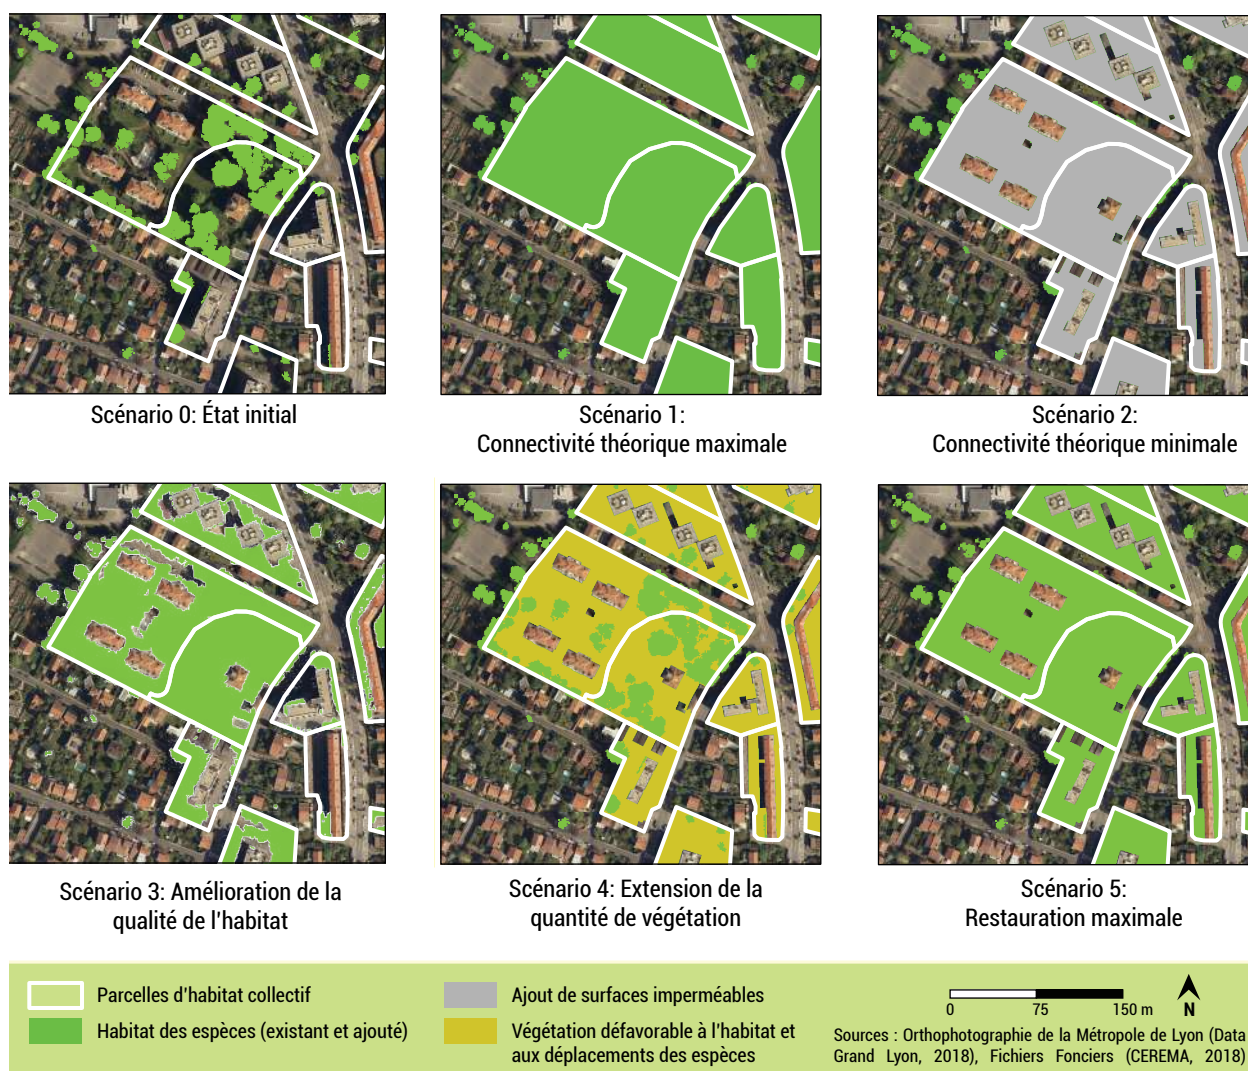 Scénario 0: État initial
Scénario 1:
Connectivité théorique maximale
Scénario 2:
Connectivité théorique minimale
Scénario 3: Amélioration de la
qualité de l'habitat
Scénario 4: Extension de la
quantité de végétation
Scénario 5:
Restauration maximale
Parcelles d'habitat collectif
Habitat des espèces (existant et ajouté)
Ajout de surfaces imperméables
Végétation défavorable à l'habitat et
aux déplacements des espèces
0 75 150 m
N
Sources : Orthophotographie de la Métropole de Lyon (Data
Grand Lyon, 2018), Fichiers Fonciers (CEREMA, 2018)